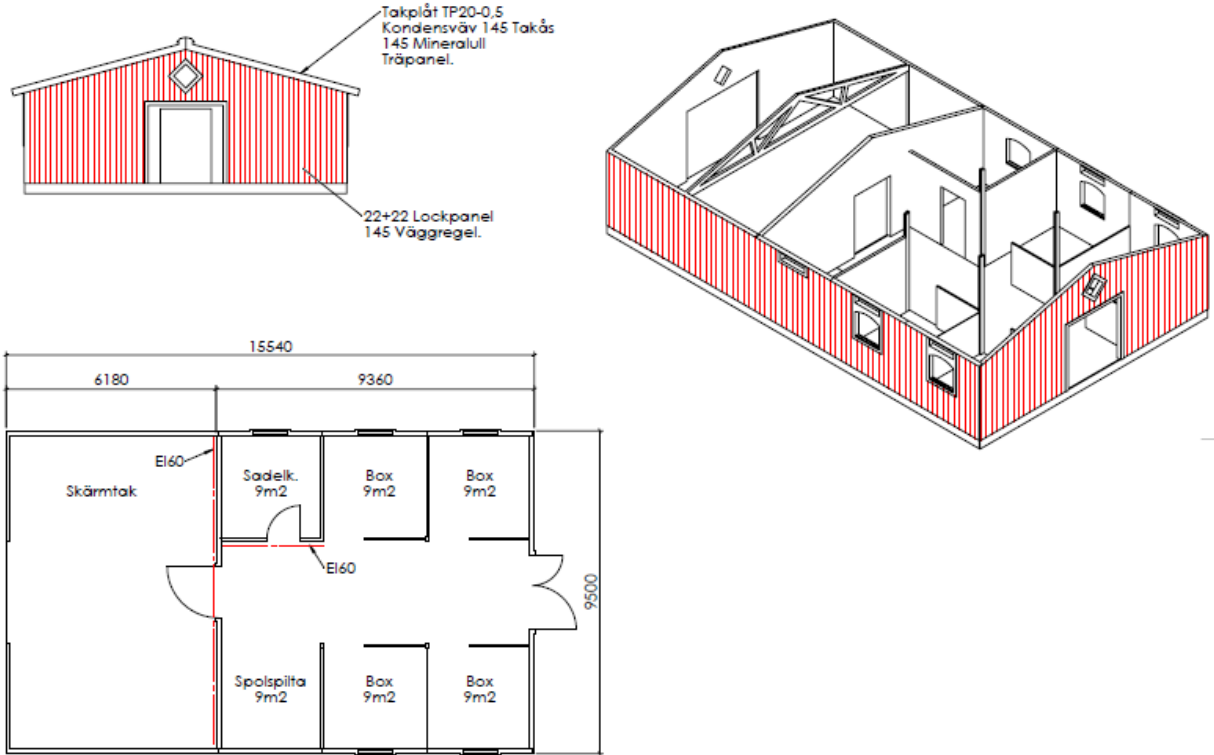 Takplåt TP20-0,5
Kondensväv 145 Takås
145 Mineralull
Träpanel.
22+22 Lockpanel
145 Väggregel.
15540
6180
9360
EI60
Skärmtak
Sadelk.
9m2
Box
9m2
Box
9m2
EI60
9500
Spolspilta
9m2
Box
9m2
Box
9m2